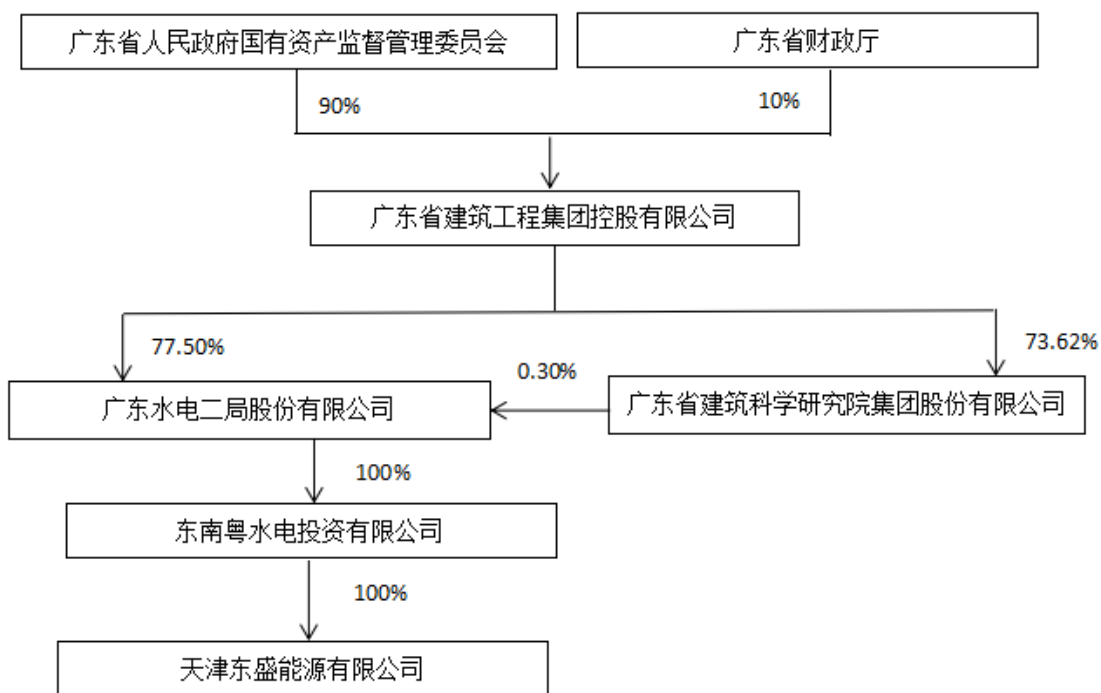 广东省人民政府国有资产监督管理委员会
广东省财政厅
90%
10%
广东省建筑工程集团控股有限公司
77.50%
73.62%
0.30%
广东水电二局股份有限公司
广东省建筑科学研究院集团股份有限公司
100%
东南粤水电投资有限公司
100%
天津东盛能源有限公司